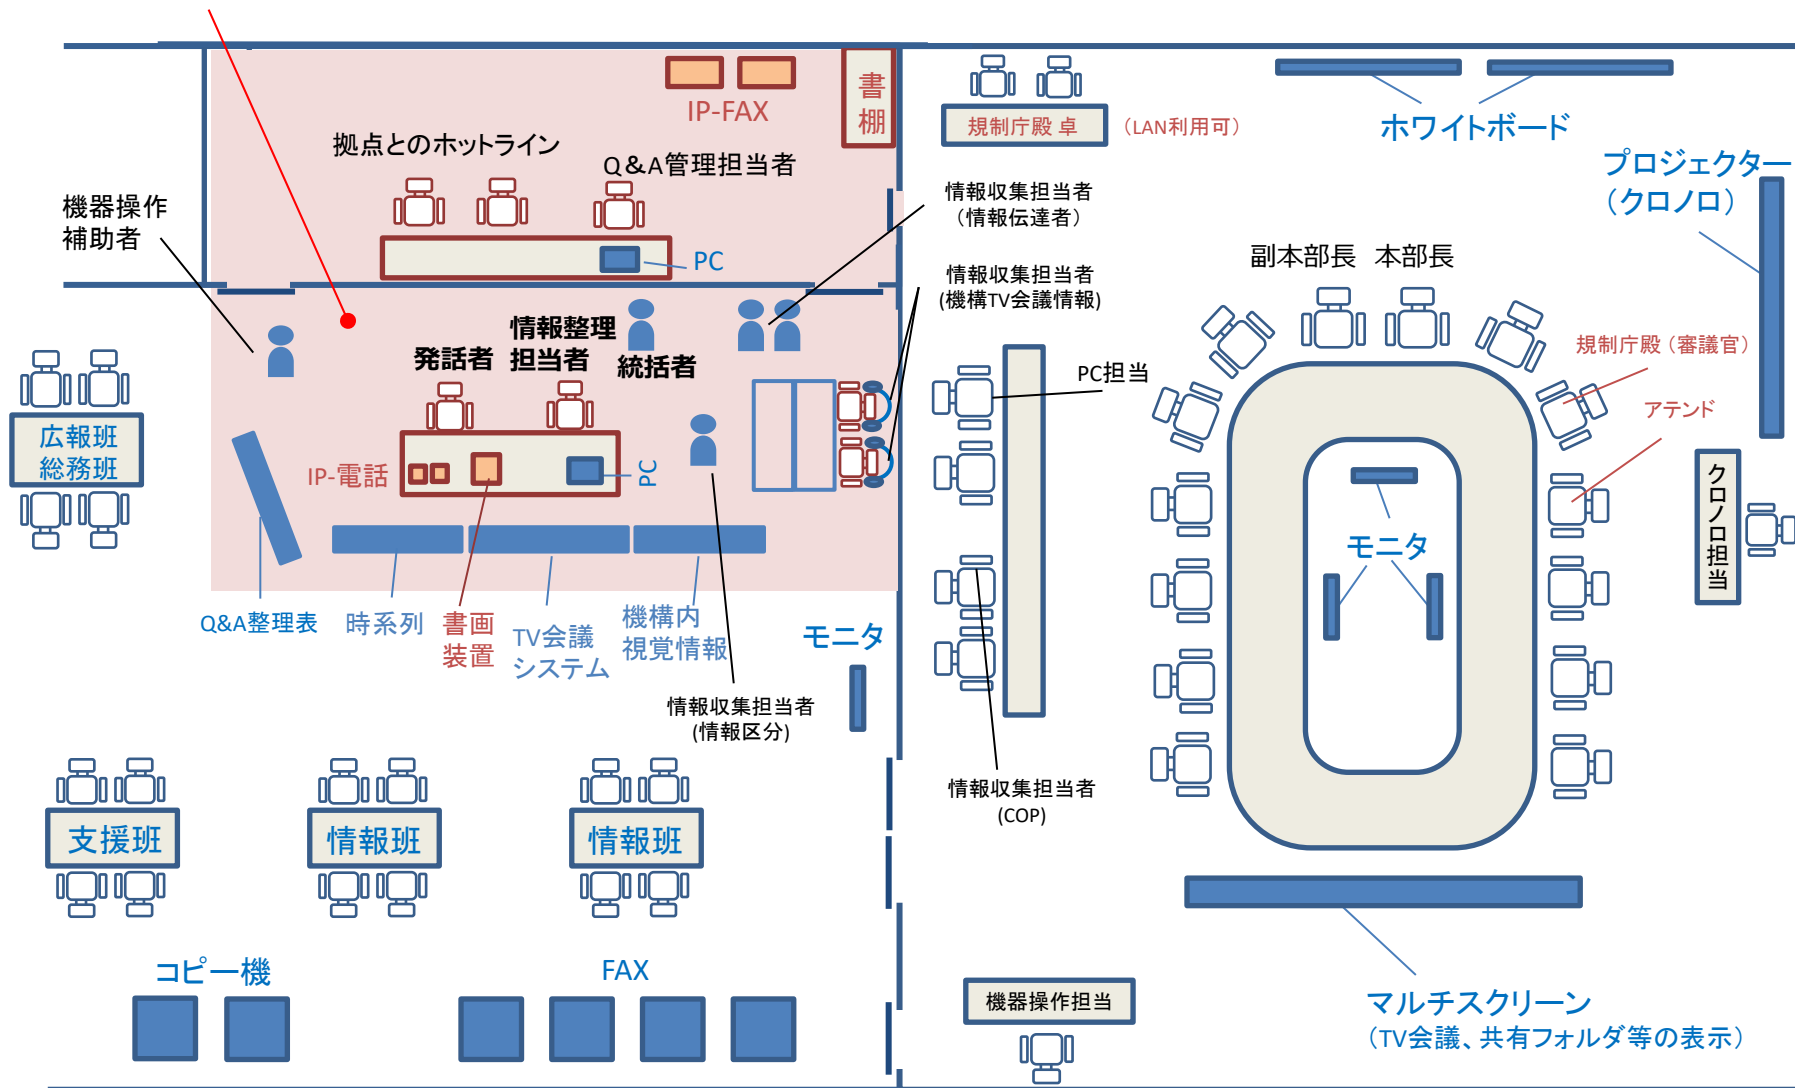 IP-FAX
書
棚
拠点とのホットライン
Q&A管理担当者
機器操作
補助者
PC
規制庁殿 卓
（LAN利用可）
ホワイトボード
プロジェクター
（クロノロ）
情報収集担当者
（情報伝達者）
情報収集担当者
(機構TV会議情報)
副本部長
本部長
規制庁殿（審議官）
アテンド
情報整理
担当者
発話者
統括者
PC担当
広報班
総務班
IP-電話
PC
クロノロ担当
モニタ
Q&A整理表
時系列
書画
装置
TV会議
システム
機構内
視覚情報
モニタ
情報収集担当者
(情報区分)
情報収集担当者
(COP)
支援班
情報班
情報班
コピー機
FAX
機器操作担当
マルチスクリーン
（TV会議、共有フォルダ等の表示）